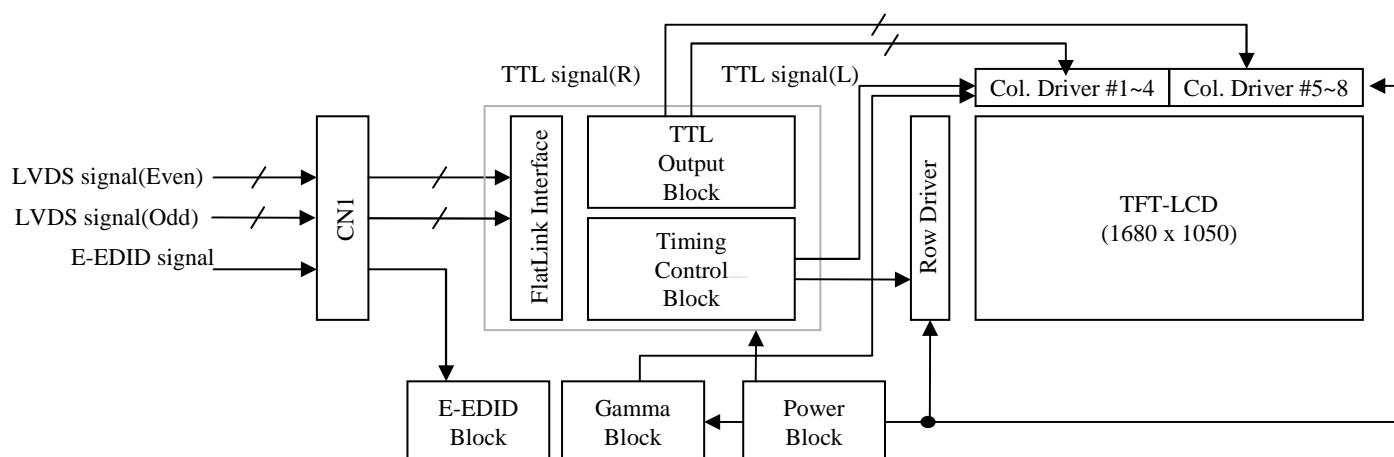 TTL signal(R)
TTL signal(L)
Col. Driver #1~4
Col. Driver #5~8
LVDS signal(Even)
LVDS signal(Odd)
E-EDID signal
CN1
FlatLink Interface
TTL
Output
Block
Timing
Control
Block
Row Driver
TFT-LCD
(1680 x 1050)
E-EDID
Block
Gamma
Block
Power
Block